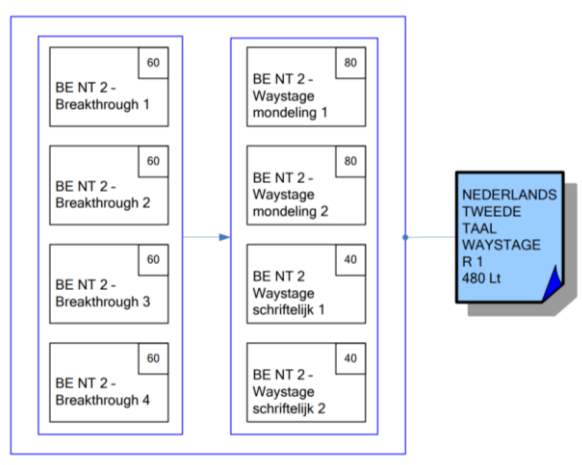 60
BE NT 2 -
Breakthrough 1
60
BE NT 2 -
Breakthrough 2
60
BE NT 2 -
Breakthrough 3
60
BE NT 2 -
Breakthrough 4
80
BE NT 2 -
Waystage
mondeling 1
80
BE NT 2 -
Waystage
mondeling 2
40
BE NT 2
Waystage
schriftelijk 1
40
BE NT 2 -
Waystage
schriftelijk 2
NEDERLANDS
TWEEDE
TAAL
WAYSTAGE
R 1
480 Lt